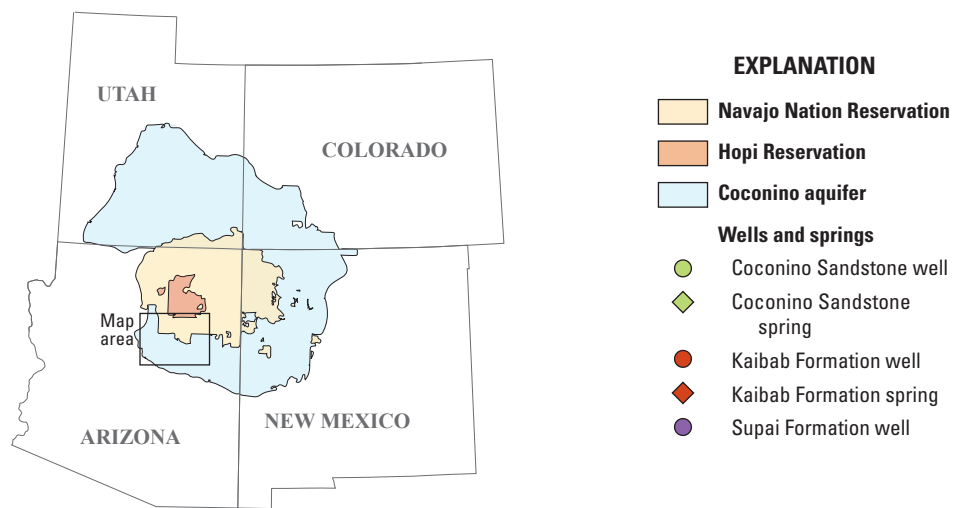 UTAH
COLORADO
Map
area
ARIZONA
NEW MEXICO
EXPLANATION
Navajo Nation Reservation
Hopi Reservation
Coconino aquifer
Wells and springs
Coconino Sandstone well
Coconino Sandstone
spring
Kaibab Formation well
Kaibab Formation spring
Supai Formation well